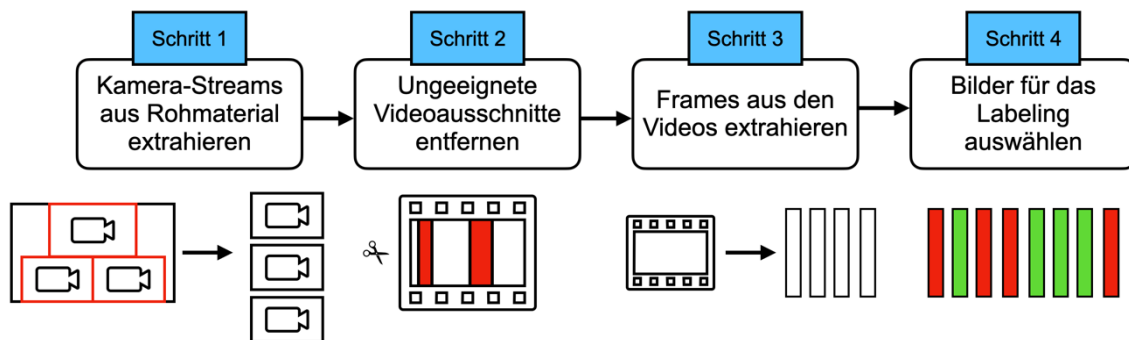 Schritt 1
Kamera-Streams
aus Rohmaterial
extrahieren
Schritt 2
Ungeeignete
Videoausschnitte
entfernen
Schritt 3
Frames aus den
Videos extrahieren
Schritt 4
Bilder für das
Labeling
auswählen